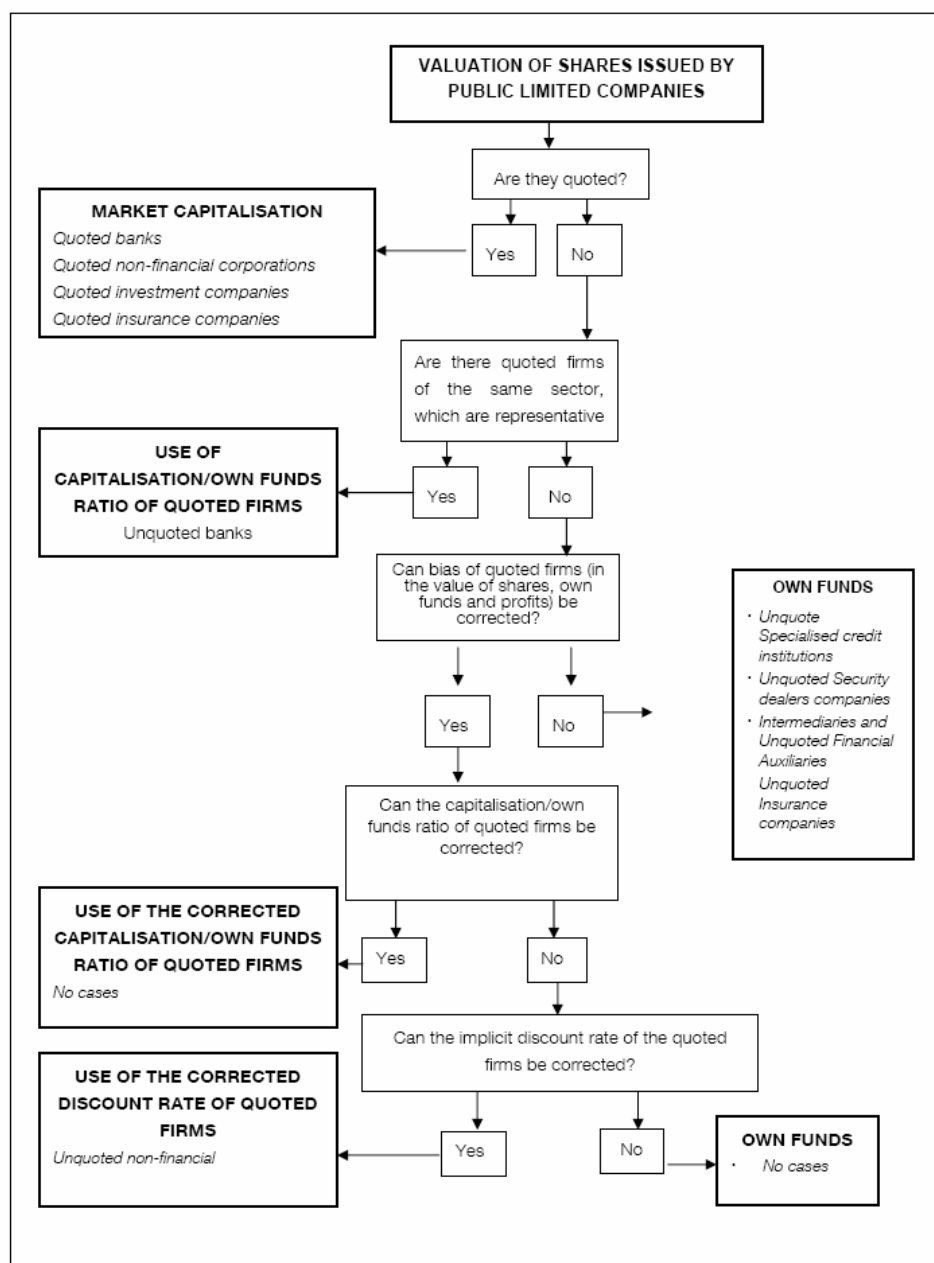 VALUATION OF SHARES ISSUED BY
PUBLIC LIMITED COMPANIES
Are they quoted?
MARKET CAPITALISATION
Quoted banks
Quoted non-financial corporations
Quoted investment companies
Quoted insurance companies
Yes
No
Are there quoted firms
of the same sector,
which are representative
USE OF
CAPITALISATION/OWN FUNDS
RATIO OF QUOTED FIRMS
Unquoted banks
Yes
No
Can bias of quoted firms (in
the value of shares, own
funds and profits) be
corrected?
OWN FUNDS
· Unquote
Specialised credit
institutions
· Unquoted Security
dealers companies
· Intermediaries and
Unquoted Financial
Auxiliaries
Unquoted
Insurance
companies
Yes
No
Can the capitalisation/own
funds ratio of quoted firms be
corrected?
USE OF THE CORRECTED
CAPITALISATION/OWN FUNDS
RATIO OF QUOTED FIRMS
No cases
Yes
No
Can the implicit discount rate of the quoted
firms be corrected?
USE OF THE CORRECTED
DISCOUNT RATE OF QUOTED
FIRMS
Unquoted non-financial
Yes
No
OWN FUNDS
· No cases